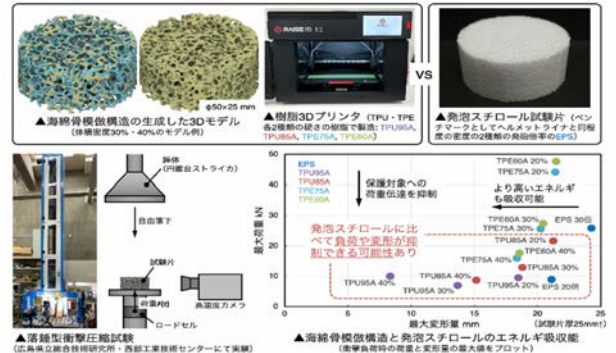 φ50×25 mm
▲海綿骨模倣構造の生成した3Dモデル
(体積密度30%・40%のモデル例)
RAISE3D E2
▲樹脂3Dプリンタ(TPU・TPE
各2種類の硬さの樹脂で製造:TPU95A,
TPU85A, TPE75A, TPE60A)
VS
▲発泡スチロール試験片(ベン
チマークとしてヘルメットライナと同程
度の密度の2種類の発泡倍率のEPS)
錘体
(円錐台ストライカ)
自由落下
試験片
荷重F(t)
ロードセル
高速度カメラ
▲落錘型衝撃圧縮試験
(広島県立総合技術研究所・西部工業技術センターにて実験)
最大荷重 kN
50
40
30
20
10
0
EPS
TPU95A
TPU85A
TPE75A
TPE60A
保護対象への
荷重伝達を抑制
より高いエネルギ
も吸収可能
発泡スチロールに比
べて負荷や変形が抑
制できる可能性あり
TPE60A 20%
TPE75A 20%
TPE60A 30%
TPE75A 30%
EPS 30倍
TPU85A 20%
TPE60A 40%
TPE75A 40%
TPU85A 30%
TPU95A 40%
TPU85A 40%
TPU95A 30%
TPU95A 20%
EPS 20倍
0
5
10
15
20
25
最大変形量 mm
(試験片厚25mm↑)
▲海綿骨模倣構造と発泡スチロールのエネルギ吸収能
(衝撃負荷時の荷重と変形量の最大値をプロット)